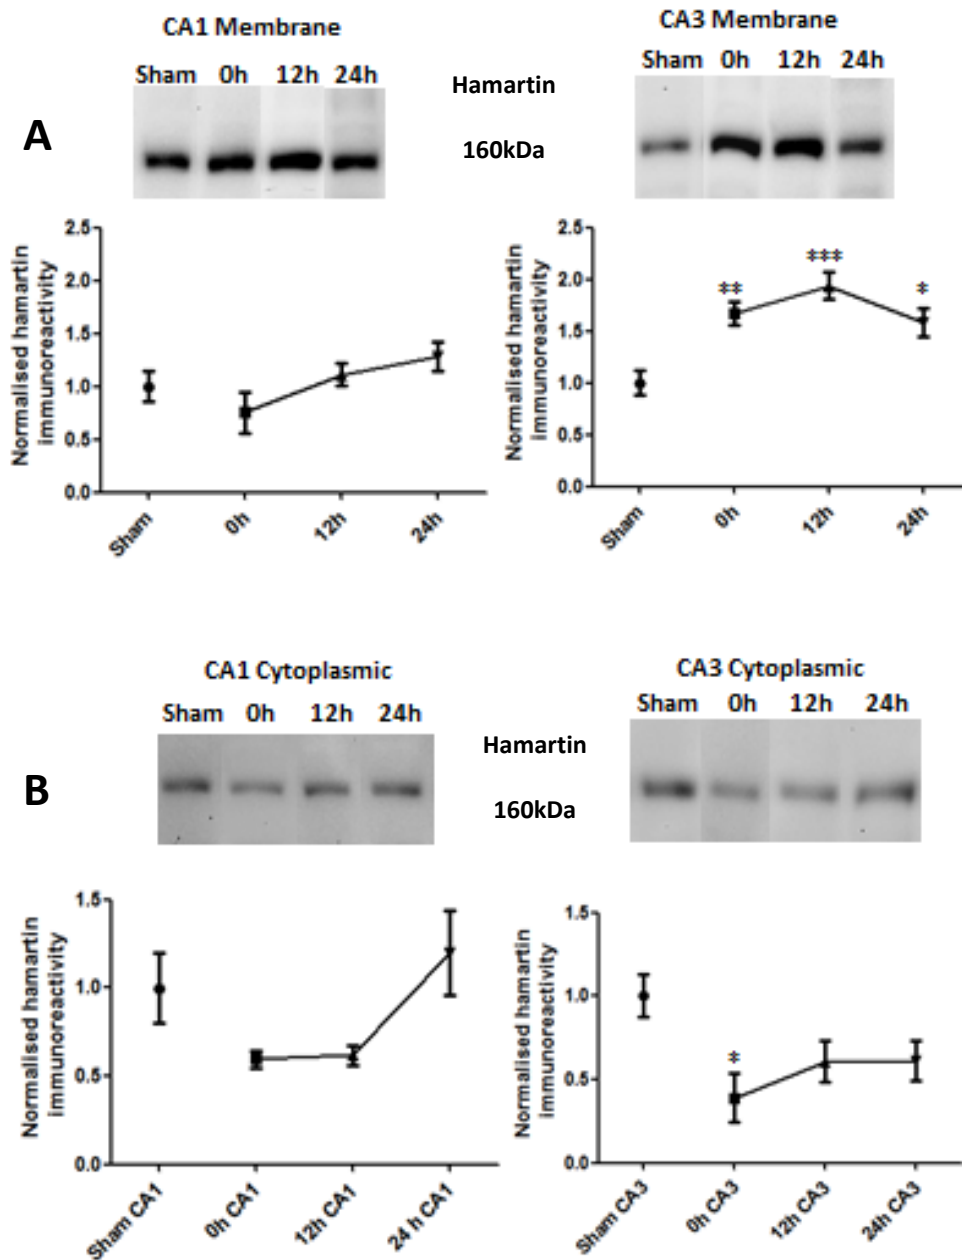 CA1 Membrane
CA3 Membrane
Sham 0h 12h 24h
Hamartin
Sham 0h 12h 24h
A
160kDa
Normalised hamartin
immunoreactivity
2.5
2.0
1.5
1.0
0.5
0.0
Sham
0h
12h
24h
Normalised hamartin
immunoreactivity
2.5
2.0
1.5
1.0
0.5
0.0
**
***
*
Sham
0h
12h
24h
CA1 Cytoplasmic
CA3 Cytoplasmic
Sham 0h 12h 24h
Hamartin
Sham 0h 12h 24h
B
160kDa
Normalised hamartin
immunoreactivity
1.5
1.0
0.5
0.0
Sham CA1
0h CA1
12h CA1
24 h CA1
Normalised hamartin
immunoreactivity
1.5
1.0
0.5
0.0
*
Sham CA3
0h CA3
12h CA3
24h CA3